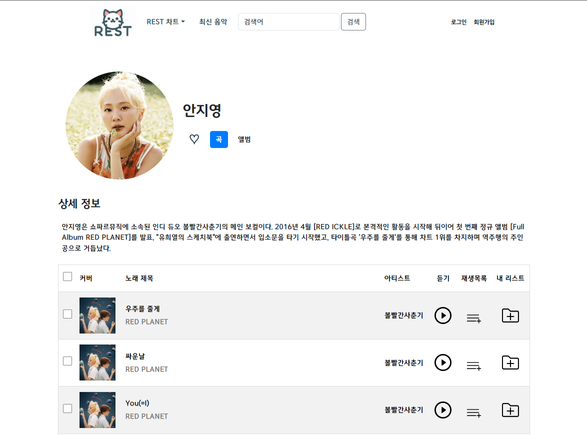 REST
REST 차트
최신 음악
검색어
검색
로그인
회원가입
안지영
곡
앨범
상세 정보
안지영은 쇼파르뮤직에 소속된 인디 듀오 볼빨간사춘기의 메인 보컬이다. 2016년 4월 [RED ICKLE]로 본격적인 활동을 시작해 뒤이어 첫 번째 정규 앨범 [Full
Album RED PLANET]를 발표, "유희열의 스케치북"에 출연하면서 입소문을 타기 시작했고, 타이틀곡 '우주를 줄게'를 통해 차트 1위를 차지하며 역주행의 주인
공으로 거듭났다.
커버
노래 제목
아티스트
듣기
재생목록
내 리스트
우주를 줄게
RED PLANET
볼빨간사춘기
싸운날
RED PLANET
볼빨간사춘기
You(=I)
RED PLANET
볼빨간사춘기